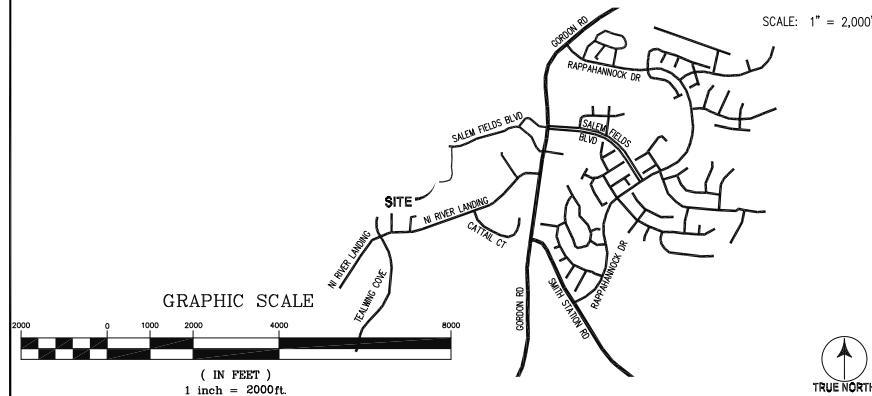 SCALE: 1" = 2,000'
GORDON RD
RAPPAHANNOCK DR
SALEM FIELDS BLVD
SALEM FIELDS
BLVD
SITE
NI RIVER LANDING
CATTAIL CT
NI RIVER LANDING
TEALWING COVE
RAPPAHANNOCK DR
SMITH STATION RD
GORDON RD
GRAPHIC SCALE
2000 0 1000 2000 4000 8000
( IN FEET )
1 inch = 2000 ft.
TRUE NORTH